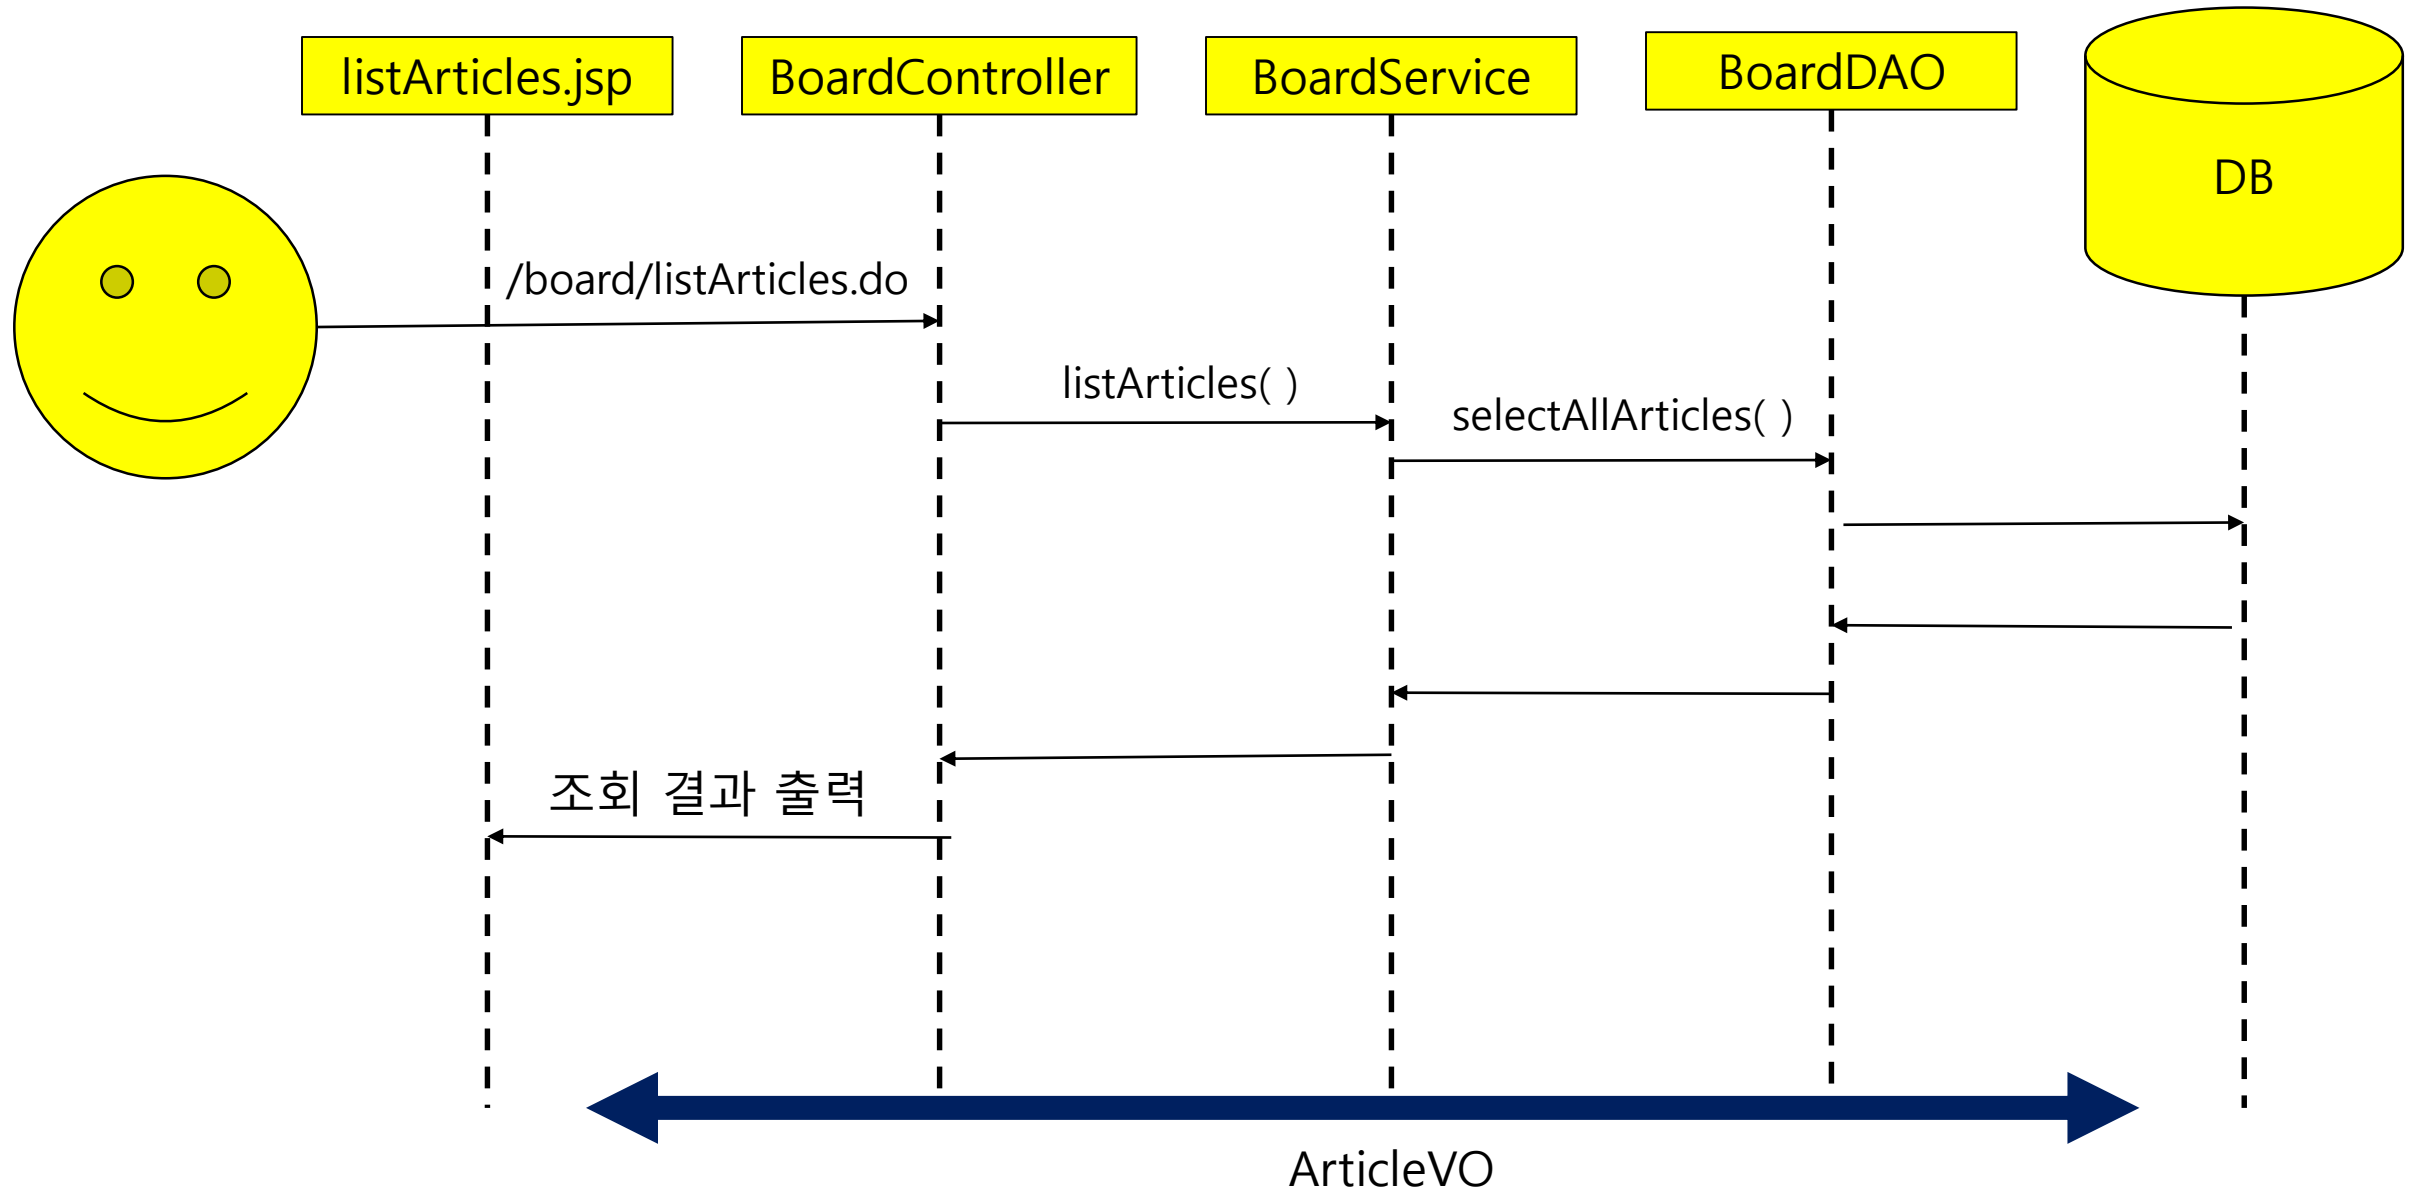 listArticles.jsp
BoardController
BoardService
BoardDAO
DB
/board/listArticles.do
listArticles( )
selectAllArticles( )
조회 결과 출력
ArticleVO